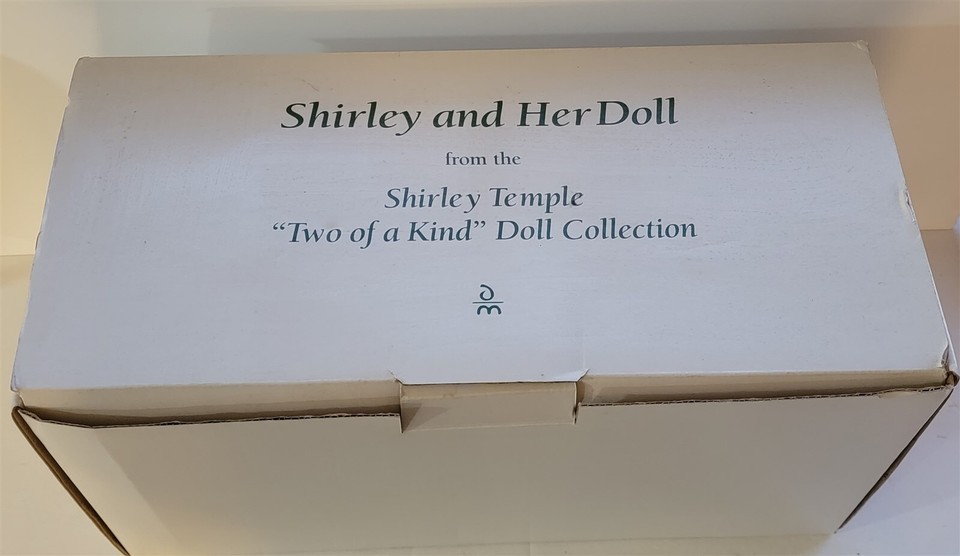 Shirley and Her Doll
from the
Shirley Temple
“Two of a Kind” Doll Collection